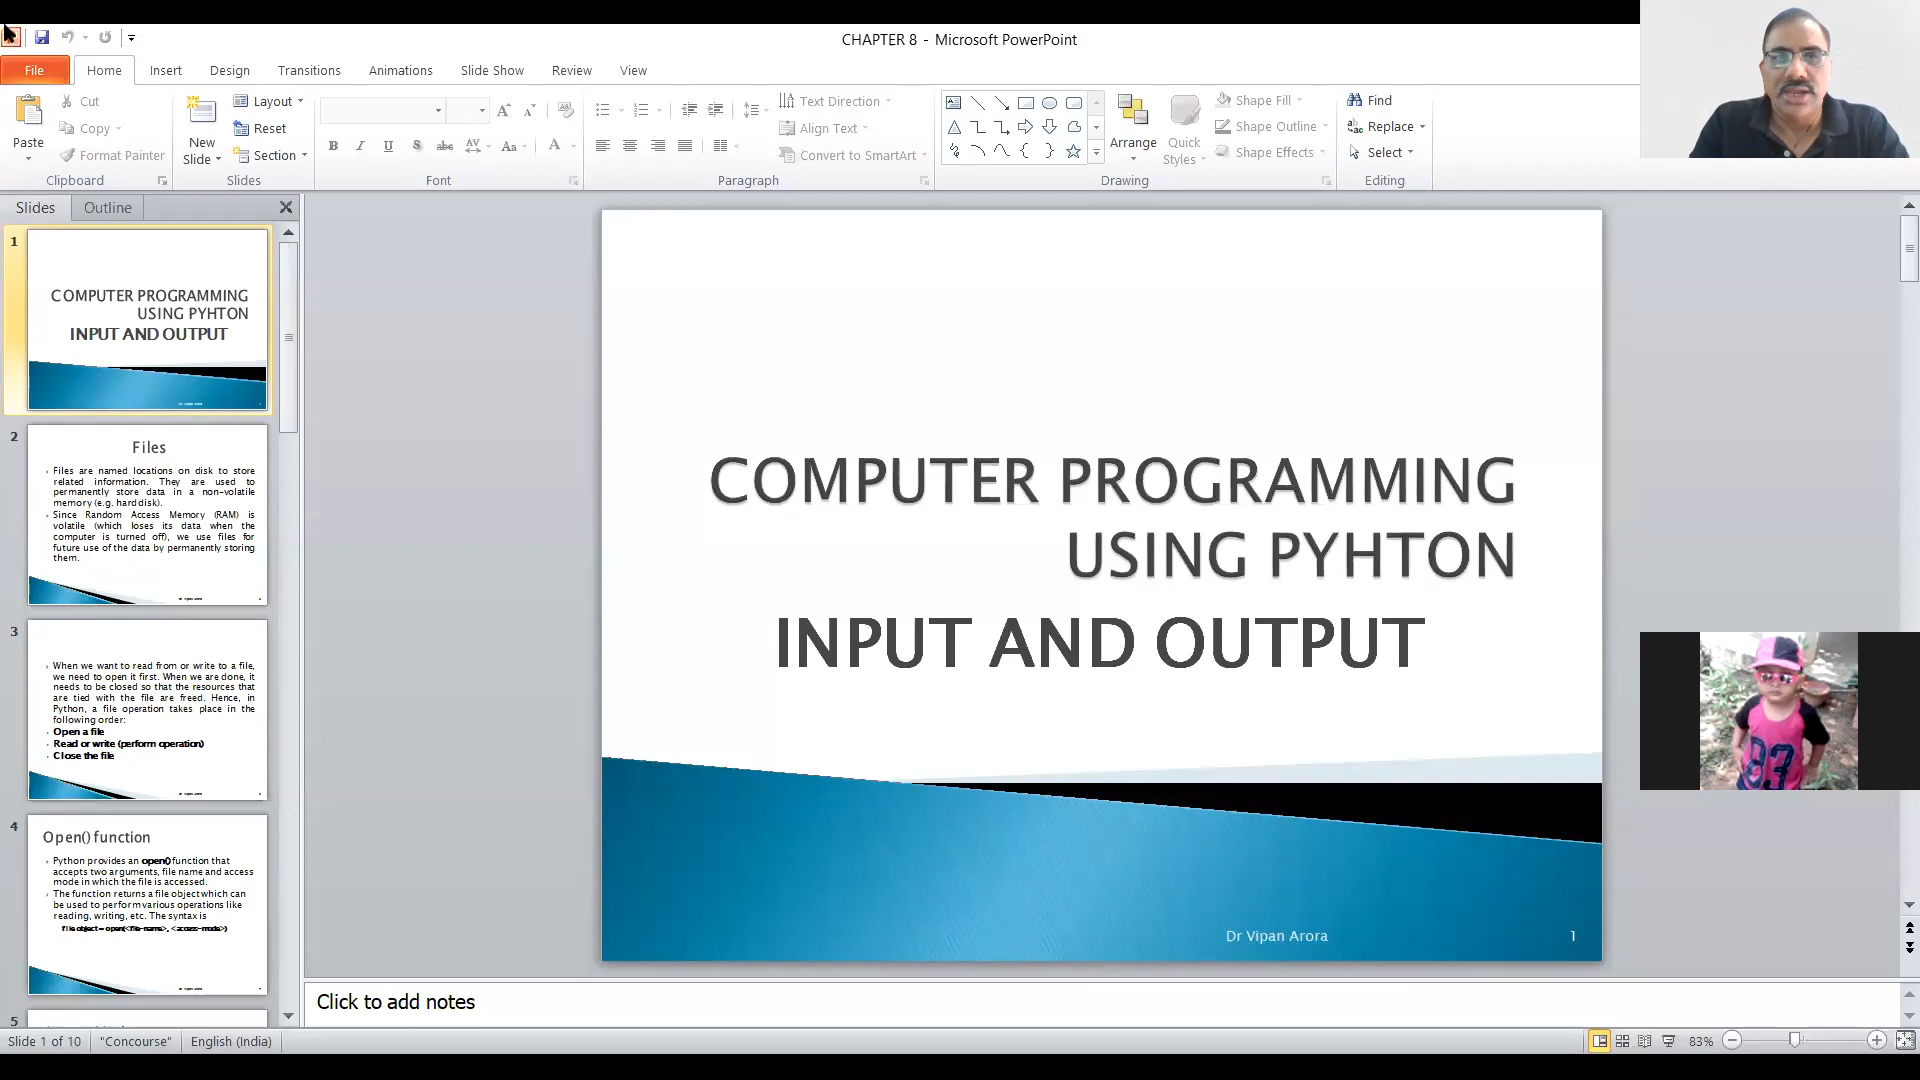 CHAPTER 8 - Microsoft PowerPoint
File Home Insert Design Transitions Animations Slide Show Review View
Paste
Cut
Copy
Format Painter
Clipboard
New
Slide
Layout
Reset
Section
Slides
B I U S abc AV Aa A
Font
Text Direction
Align Text
Convert to SmartArt
Paragraph
Arrange
Quick
Styles
Shape Fill
Shape Outline
Shape Effects
Drawing
Find
Replace
Select
Editing
Slides Outline
1
COMPUTER PROGRAMMING
USING PYHTON
INPUT AND OUTPUT
2
Files
Files are named locations on disk to store
related information. They are used to
permanently store data in a non-volatile
memory (e.g. hard disk).
Since Random Access Memory (RAM) is
volatile (which loses its data when the
computer is turned off), we use files for
future use of the data by permanently storing
them.
3
When we want to read from or write to a file,
we need to open it first. When we are done, it
needs to be closed so that the resources that
are tied with the file are freed. Hence, in
Python, a file operation takes place in the
following order:
Open a file
Read or write (perform operation)
Close the file
4
Open() function
Python provides an open() function that
accepts two arguments, file name and access
mode in which the file is accessed.
The function returns a file object which can
be used to perform various operations like
reading, writing, etc. The syntax is
file object = open(<file-name>, <access-mode>)
5
COMPUTER PROGRAMMING
USING PYHTON
INPUT AND OUTPUT
Dr Vipan Arora
1
83
Click to add notes
Slide 1 of 10 "Concourse" English (India) 83%